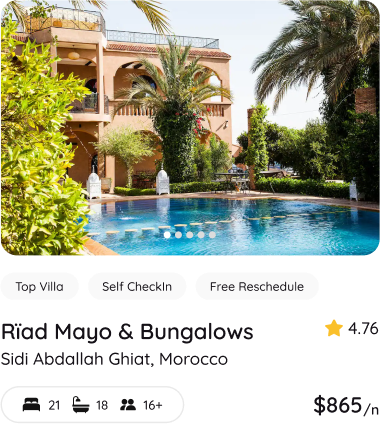 Top Villa
Self CheckIn
Free Reschedule
Rïad Mayo & Bungalows
4.76
Sidi Abdallah Ghiat, Morocco
21
18
16+
$865/n